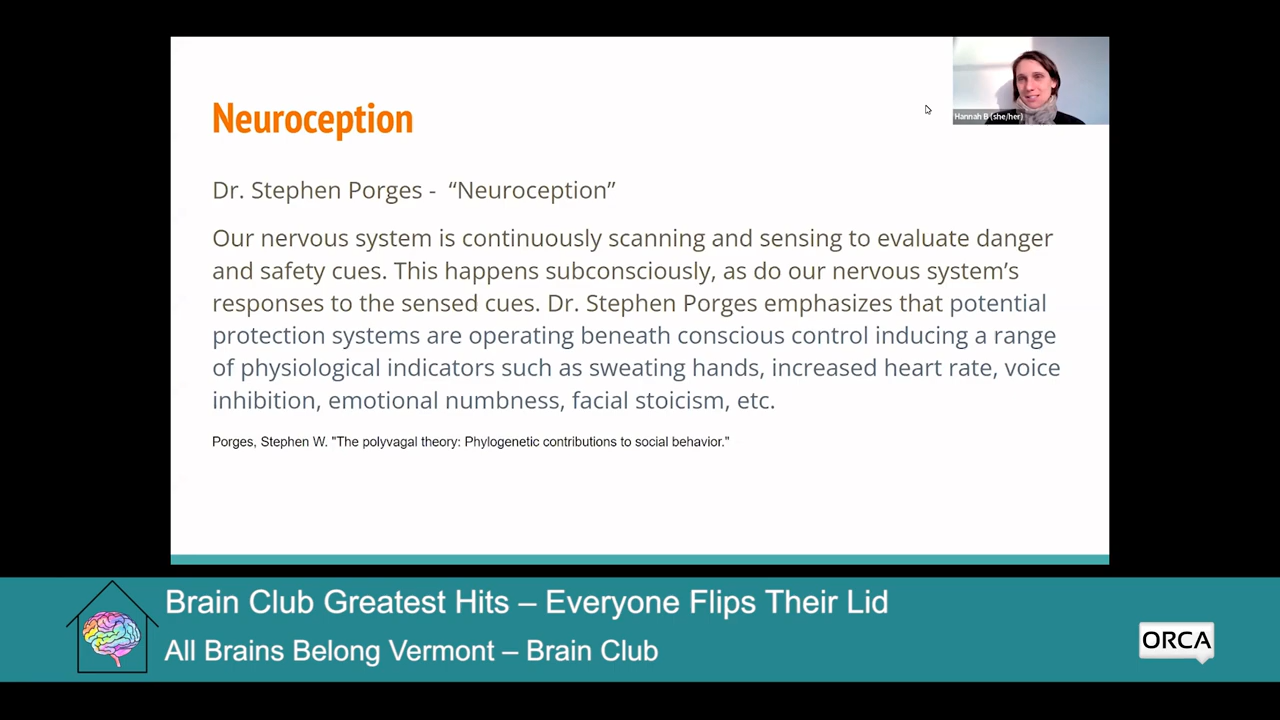 Neuroception
Hannah B (she/her)
Dr. Stephen Porges - “Neuroception”
Our nervous system is continuously scanning and sensing to evaluate danger
and safety cues. This happens subconsciously, as do our nervous system’s
responses to the sensed cues. Dr. Stephen Porges emphasizes that potential
protection systems are operating beneath conscious control inducing a range
of physiological indicators such as sweating hands, increased heart rate, voice
inhibition, emotional numbness, facial stoicism, etc.
Porges, Stephen W. "The polyvagal theory: Phylogenetic contributions to social behavior."
Brain Club Greatest Hits – Everyone Flips Their Lid
All Brains Belong Vermont – Brain Club
ORCA